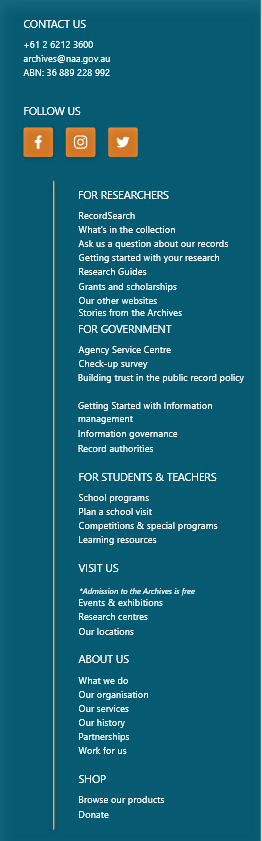 CONTACT US
+61 2 6212 3600
archives@naa.gov.au
ABN: 36 889 228 992
FOLLOW US
FOR RESEARCHERS
RecordSearch
What's in the collection
Ask us a question about our records
Getting started with your research
Research Guides
Grants and scholarships
Our other websites
Stories from the Archives
FOR GOVERNMENT
Agency Service Centre
Check-up survey
Building trust in the public record policy
Getting Started with Information
management
Information governance
Record authorities
FOR STUDENTS & TEACHERS
School programs
Plan a school visit
Competitions & special programs
Learning resources
VISIT US
*Admission to the Archives is free
Events & exhibitions
Research centres
Our locations
ABOUT US
What we do
Our organisation
Our services
Our history
Partnerships
Work for us
SHOP
Browse our products
Donate